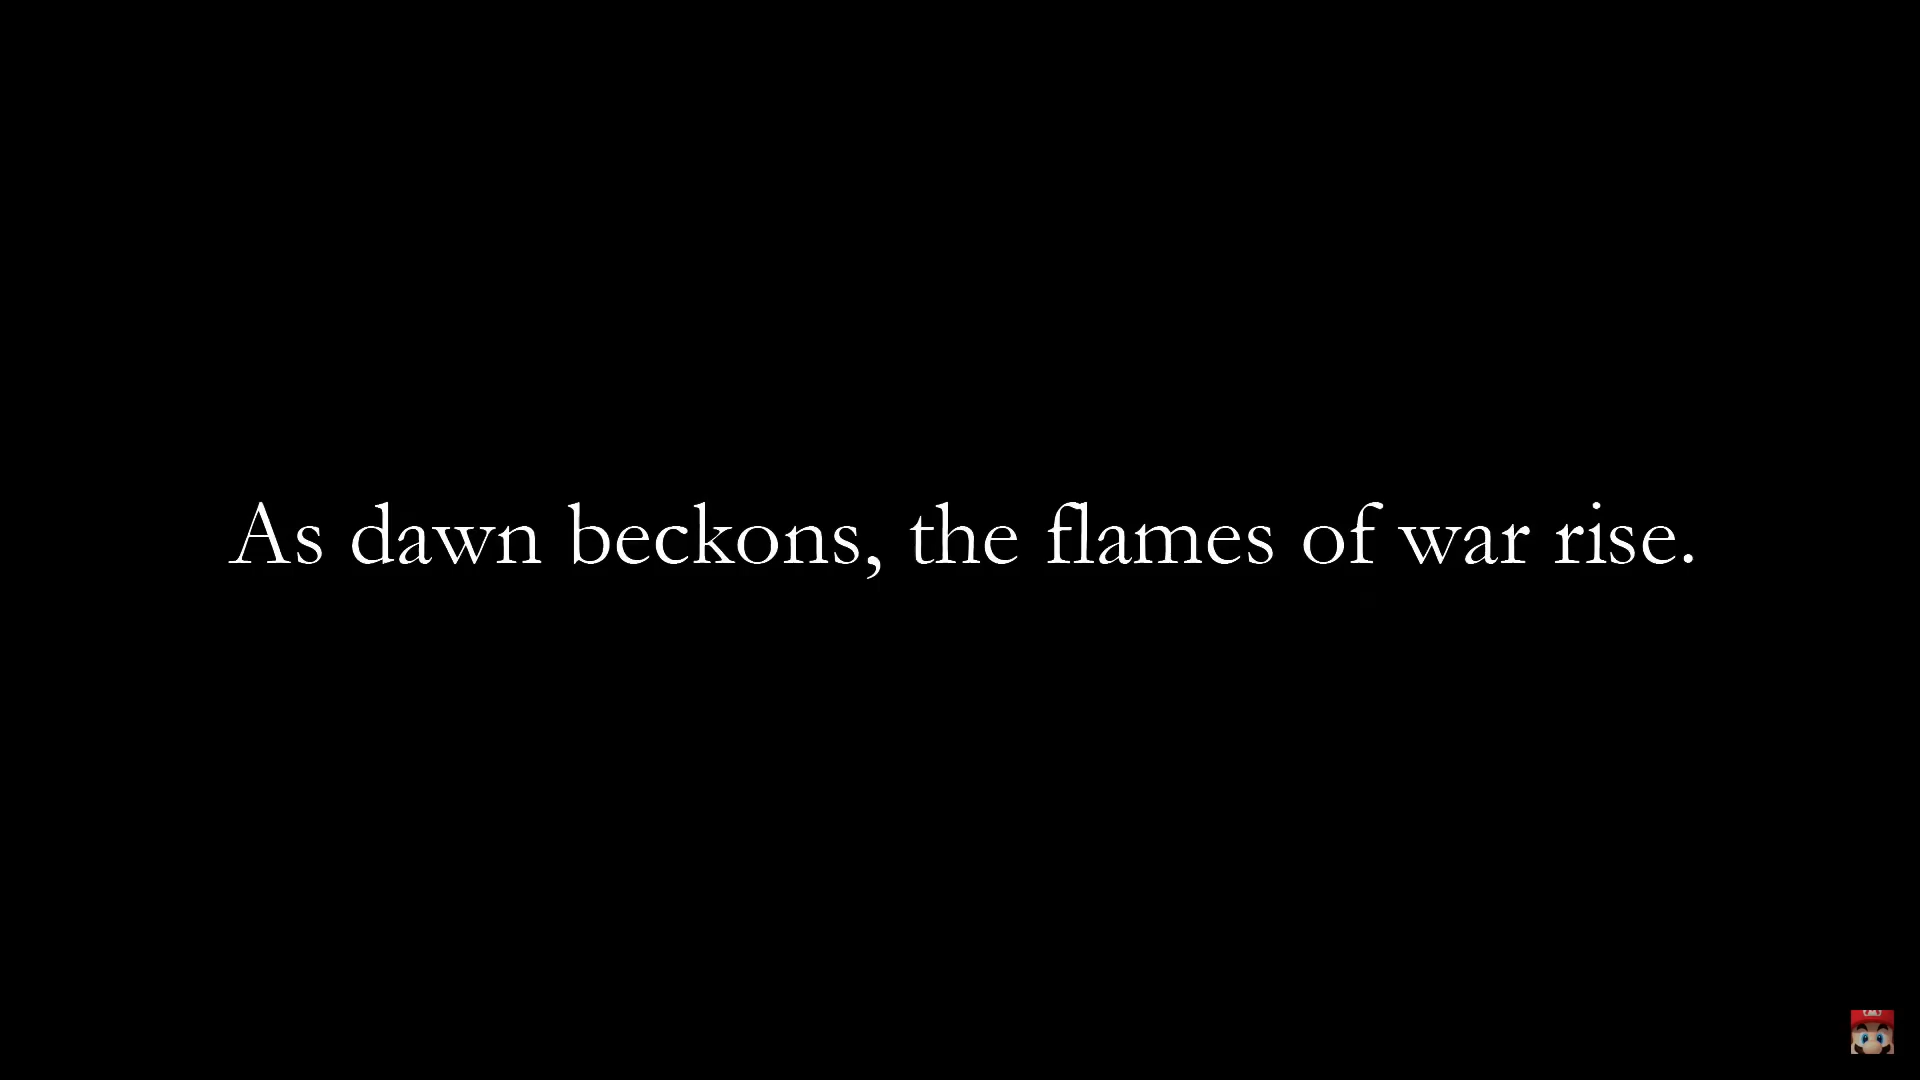 As dawn beckons, the flames of war rise.